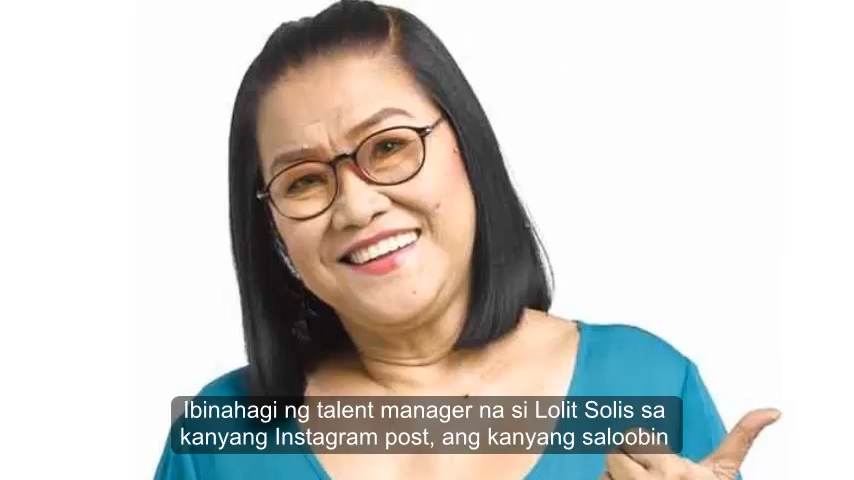 Ibinahagi ng talent manager na si Lolit Solis sa
kanyang Instagram post, ang kanyang saloobin